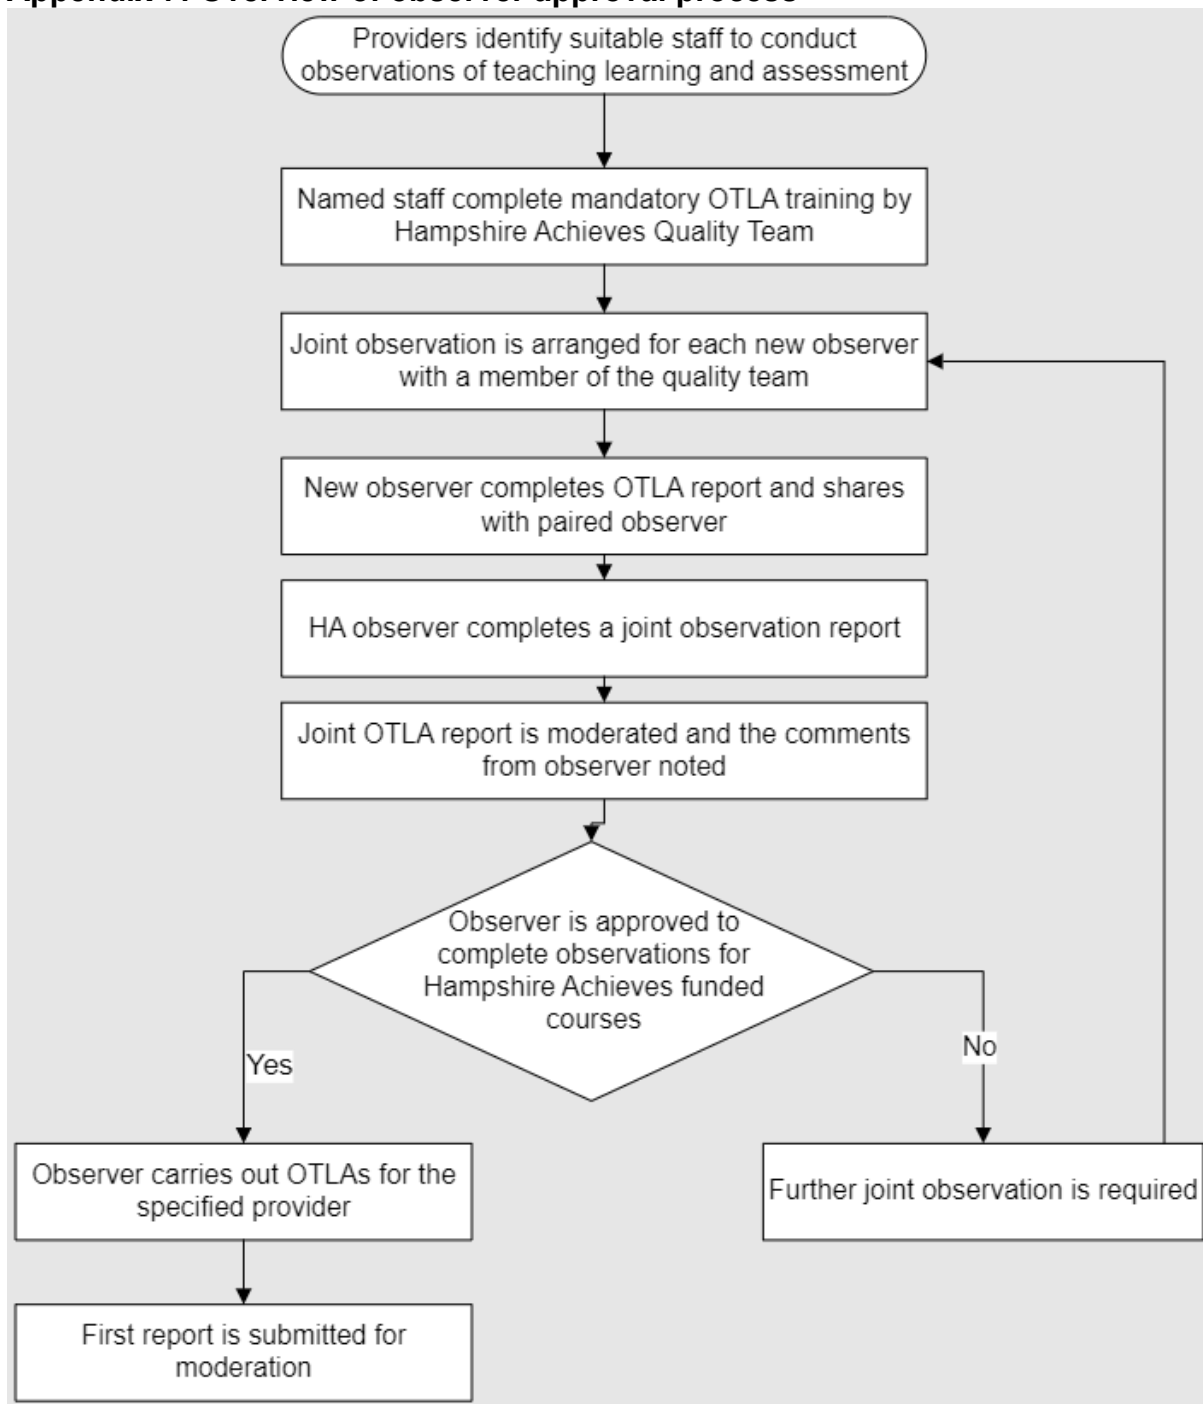 Providers identify suitable staff to conduct
observations of teaching learning and assessment
Named staff complete mandatory OTLA training by
Hampshire Achieves Quality Team
Joint observation is arranged for each new observer
with a member of the quality team
New observer completes OTLA report and shares
with paired observer
HA observer completes a joint observation report
Joint OTLA report is moderated and the comments
from observer noted
Observer is approved to
complete observations for
Hampshire Achieves funded
courses
Yes
No
Observer carries out OTLAs for the
specified provider
Further joint observation is required
First report is submitted for
moderation